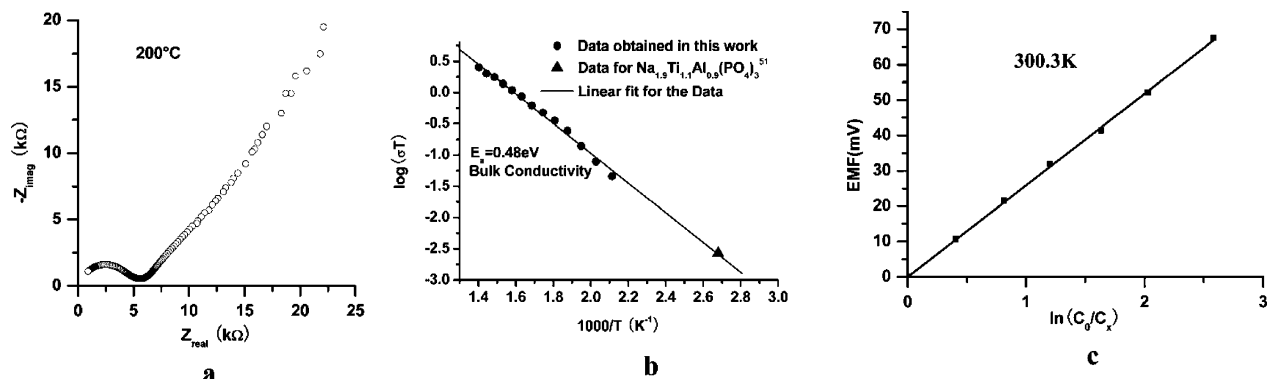 20
15
10
5
0
200°C
-Z_imag (kΩ)
0 5 10 15 20 25
Z_real (kΩ)
a
0.5
0.0
-0.5
-1.0
-1.5
-2.0
-2.5
-3.0
log (σT)
Data obtained in this work
Data for Na1.9Ti1.1Al0.9(PO4)3 51
Linear fit for the Data
Ea=0.48eV
Bulk Conductivity
1.4 1.6 1.8 2.0 2.2 2.4 2.6 2.8 3.0
1000/T (K-1)
b
70
60
50
40
30
20
10
0
EMF(mV)
300.3K
0 1 2 3
ln(C0/Cx)
c